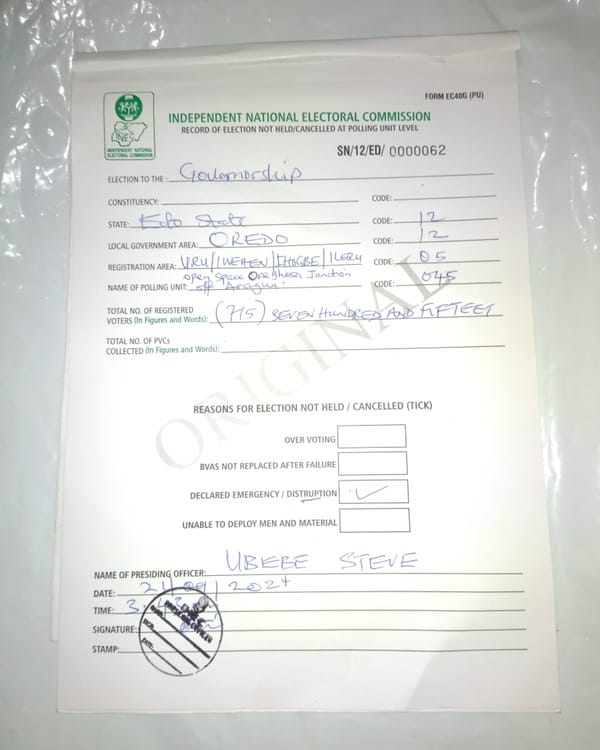 FORM EC40G (PU)
INEC
INDEPENDENT NATIONAL
ELECTORAL COMMISSION
INDEPENDENT NATIONAL ELECTORAL COMMISSION
RECORD OF ELECTION NOT HELD/CANCELLED AT POLLING UNIT LEVEL
SN/12/ED/ 0000062
ELECTION TO THE: Governorship
CONSTITUENCY: CODE:
STATE: Edo State CODE: 12
LOCAL GOVERNMENT AREA: OREDO CODE: 12
REGISTRATION AREA: URU/IWEHEN/IHOGBE/ CODE: 05
open Space Oreghesn Junction
NAME OF POLLING UNIT: off CODE: 045
TOTAL NO. OF REGISTERED
VOTERS (In Figures and Words): (715) SEVEN HUNDRED AND FIFTEET
TOTAL NO. OF PVCs
COLLECTED (In Figures and Words):
ORIGINAL
REASONS FOR ELECTION NOT HELD / CANCELLED (TICK)
OVER VOTING
BVAS NOT REPLACED AFTER FAILURE
DECLARED EMERGENCY / DISTRUPTION ✓
UNABLE TO DEPLOY MEN AND MATERIAL
NAME OF PRESIDING OFFICER: UBEBE STEVE
DATE: 21/09/2024
TIME: 3.
SIGNATURE:
STAMP: